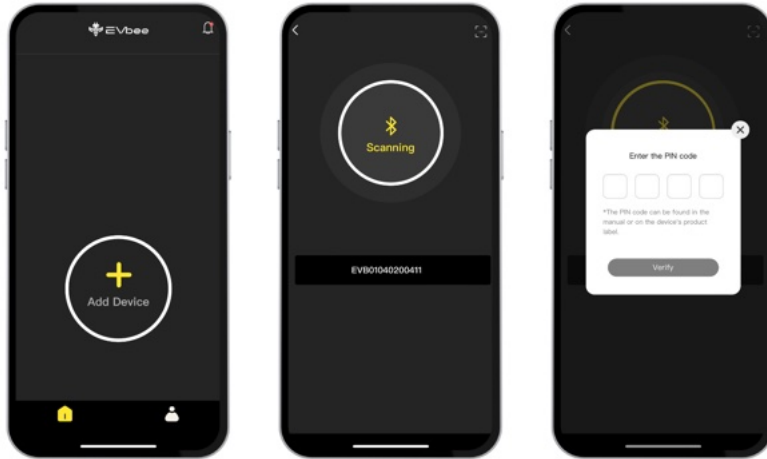 EVbee
Add Device
Scanning
EVB01040200411
Enter the PIN code
*The PIN code can be found in the
manual or on the device's product
label.
Verify